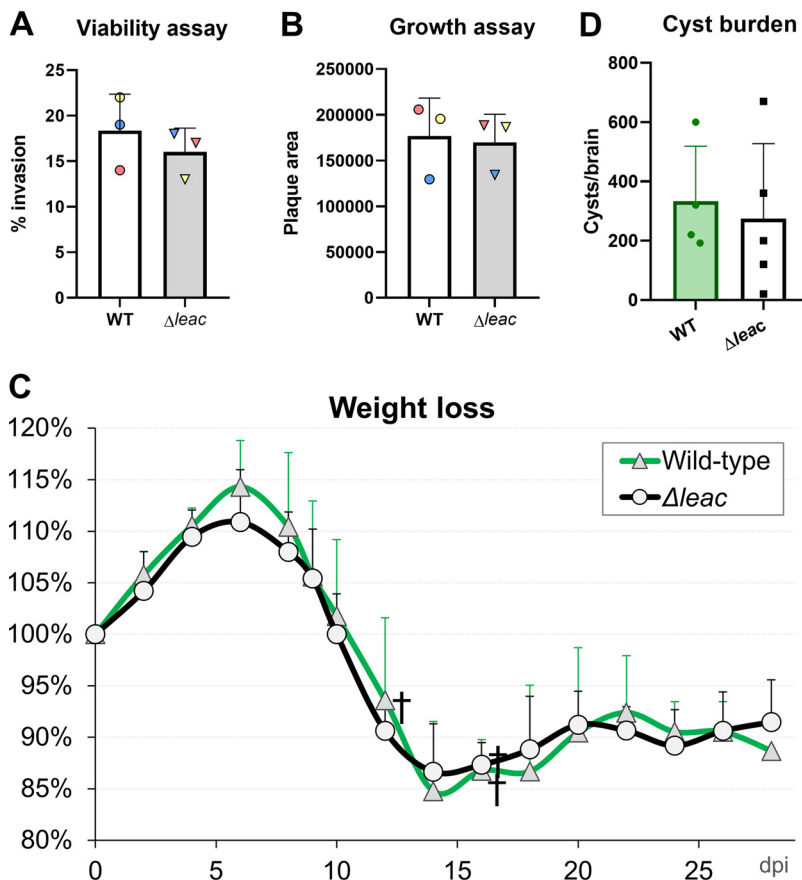 A Viability assay
% invasion
25
20
15
10
5
0
WT Δleac
B Growth assay
Plaque area
250000
200000
150000
100000
50000
0
WT Δleac
D Cyst burden
Cysts/brain
800
600
400
200
0
WT Δleac
C
Weight loss
120%
115%
110%
105%
100%
95%
90%
85%
80%
Wild-type
Δleac
0 5 10 15 20 25 dpi